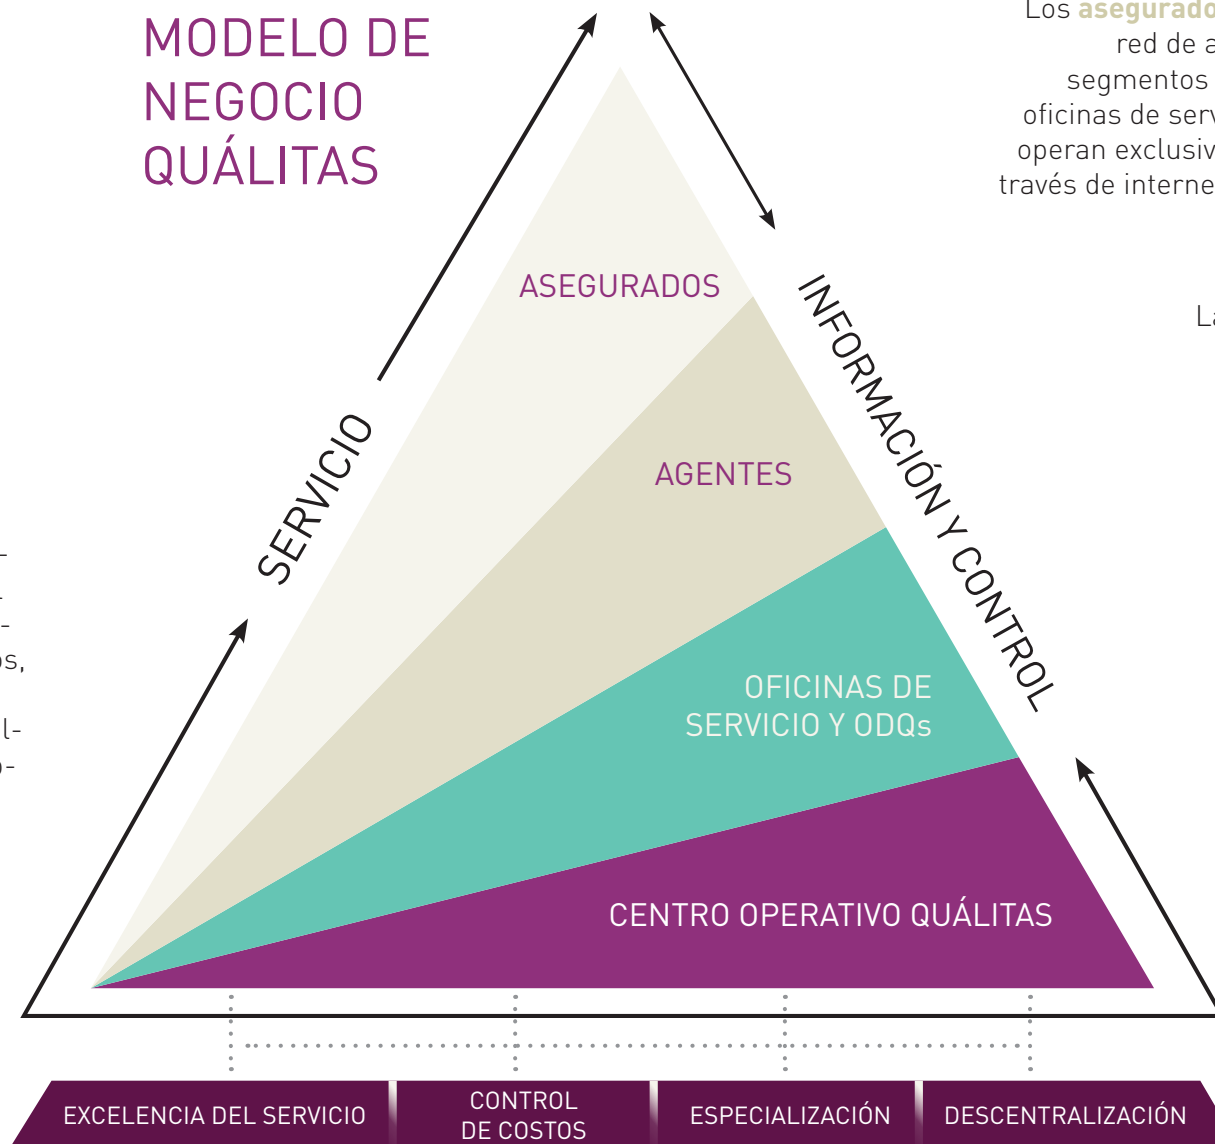 MODELO DE
NEGOCIO
QUÁLITAS
Los
red de
segmentos
oficinas de
operan
través de
ASEGURADOS
INFORMACIÓN Y CONTROL
SERVICIO
AGENTES
OFICINAS DE
SERVICIO Y ODQs
CENTRO OPERATIVO QUÁLITAS
EXCELENCIA DEL SERVICIO
CONTROL
DE COSTOS
ESPECIALIZACIÓN
DESCENTRALIZACIÓN